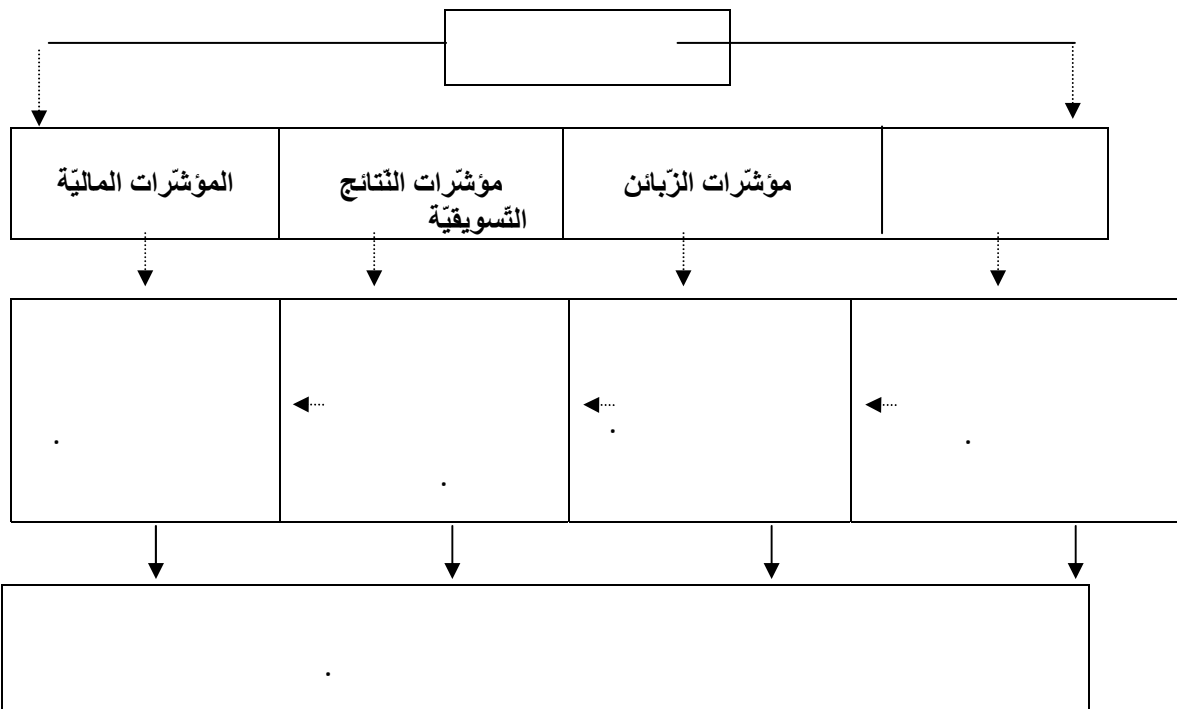 مؤشّرات الزّبائن
مؤشّرات النّتائج
التّسويقيّة
المؤشّرات الماليّة
.
.
.
.
.